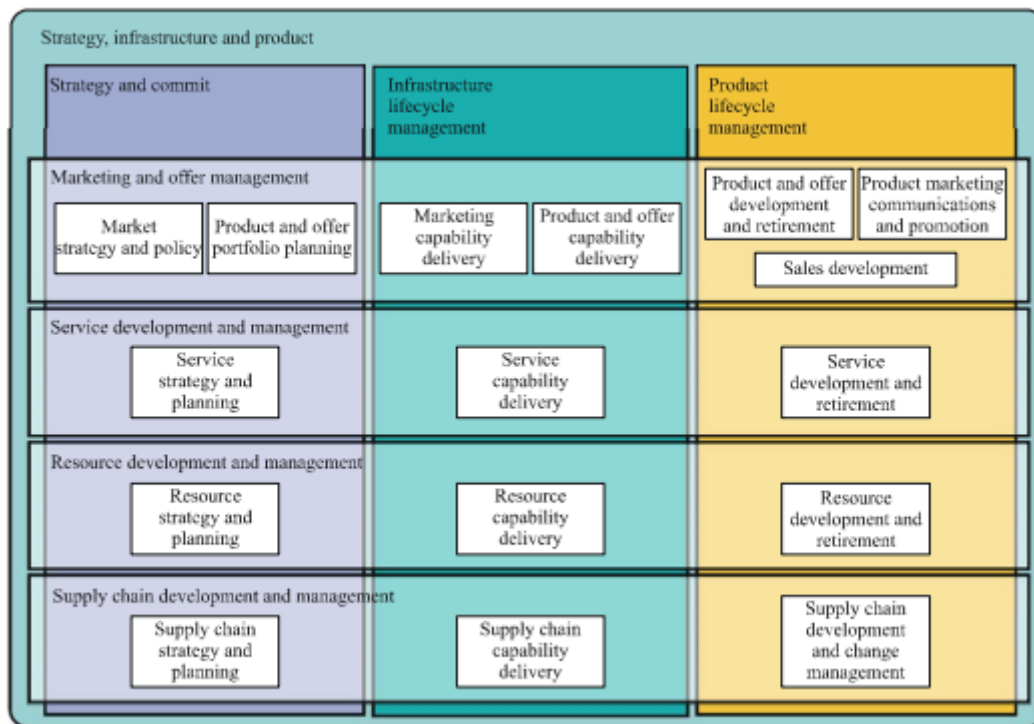 Strategy, infrastructure and product
Strategy and commit
Infrastructure
lifecycle
management
Product
lifecycle
management
Marketing and offer management
Market
strategy and policy
Product and offer
portfolio planning
Marketing
capability
delivery
Product and offer
capability
delivery
Product and offer
development
and retirement
Product marketing
communications
and promotion
Sales development
Service development and management
Service
strategy and
planning
Service
capability
delivery
Service
development and
retirement
Resource development and management
Resource
strategy and
planning
Resource
capability
delivery
Resource
development and
retirement
Supply chain development and management
Supply chain
strategy and
planning
Supply chain
capability
delivery
Supply chain
development
and change
management